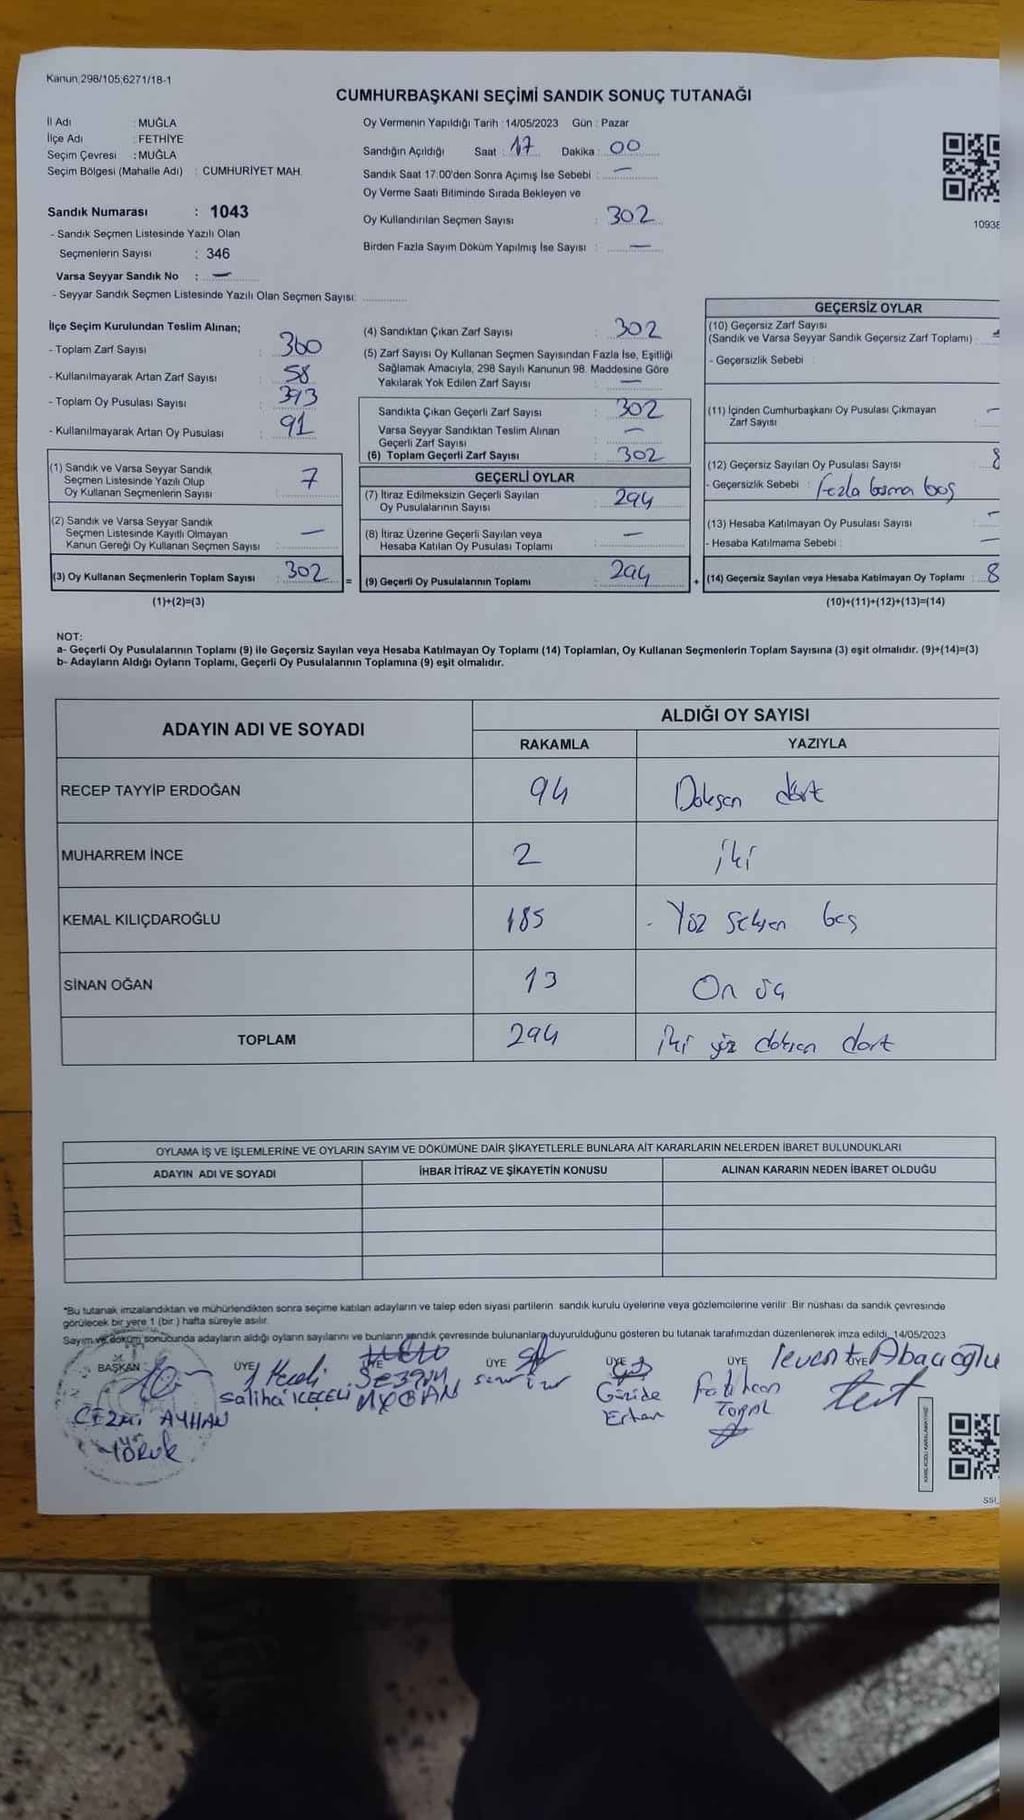 Kanun;298/105;6271/18-1
CUMHURBAŞKANI SEÇİMİ SANDIK SONUÇ TUTANAĞI
İl Adı : MUĞLA
İlçe Adı : FETHİYE
Seçim Çevresi : MUĞLA
Seçim Bölgesi (Mahalle Adı) : CUMHURİYET MAH.
Sandık Numarası : 1043
- Sandık Seçmen Listesinde Yazılı Olan
Seçmenlerin Sayısı : 346
Varsa Seyyar Sandık No : —
- Seyyar Sandık Seçmen Listesinde Yazılı Olan Seçmen Sayısı:
Oy Vermenin Yapıldığı Tarih : 14/05/2023 Gün : Pazar
Sandığın Açıldığı Saat : 17 Dakika : 00
Sandık Saat 17:00'den Sonra Açımış İse Sebebi : —
Oy Verme Saati Bitiminde Sırada Bekleyen ve
Oy Kullandırılan Seçmen Sayısı : 302
Birden Fazla Sayım Döküm Yapılmış İse Sayısı : —
10938
İlçe Seçim Kurulundan Teslim Alınan;
- Toplam Zarf Sayısı : 360
- Kullanılmayarak Artan Zarf Sayısı : 58
- Toplam Oy Pusulası Sayısı : 393
- Kullanılmayarak Artan Oy Pusulası : 91
(1) Sandık ve Varsa Seyyar Sandık
Seçmen Listesinde Yazılı Olup
Oy Kullanan Seçmenlerin Sayısı : 7
(2) Sandık ve Varsa Seyyar Sandık
Seçmen Listesinde Kayıtlı Olmayan
Kanun Gereği Oy Kullanan Seçmen Sayısı : —
(3) Oy Kullanan Seçmenlerin Toplam Sayısı : 302
(1)+(2)=(3)
(4) Sandıktan Çıkan Zarf Sayısı : 302
(5) Zarf Sayısı Oy Kullanan Seçmen Sayısından Fazla İse, Eşitliği
Sağlamak Amacıyla; 298 Sayılı Kanunun 98. Maddesine Göre
Yakılarak Yok Edilen Zarf Sayısı : —
Sandıkta Çıkan Geçerli Zarf Sayısı : 302
Varsa Seyyar Sandıktan Teslim Alınan
Geçerli Zarf Sayısı : —
(6) Toplam Geçerli Zarf Sayısı : 302
GEÇERLİ OYLAR
(7) İtiraz Edilmeksizin Geçerli Sayılan
Oy Pusulalarının Sayısı : 294
(8) İtiraz Üzerine Geçerli Sayılan veya
Hesaba Katılan Oy Pusulası Toplamı : —
= (9) Geçerli Oy Pusulalarının Toplamı : 294
GEÇERSİZ OYLAR
(10) Geçersiz Zarf Sayısı
(Sandık ve Varsa Seyyar Sandık Geçersiz Zarf Toplamı) :
- Geçersizlik Sebebi :
(11) İçinden Cumhurbaşkanı Oy Pusulası Çıkmayan
Zarf Sayısı : —
(12) Geçersiz Sayılan Oy Pusulası Sayısı : 8
- Geçersizlik Sebebi : Fazla basma boş
(13) Hesaba Katılmayan Oy Pusulası Sayısı : —
- Hesaba Katılmama Sebebi : —
+ (14) Geçersiz Sayılan veya Hesaba Katılmayan Oy Toplamı : 8
(10)+(11)+(12)+(13)=(14)
NOT:
a- Geçerli Oy Pusulalarının Toplamı (9) ile Geçersiz Sayılan veya Hesaba Katılmayan Oy Toplamı (14) Toplamları, Oy Kullanan Seçmenlerin Toplam Sayısına (3) eşit olmalıdır. (9)+(14)=(3)
b- Adayların Aldığı Oyların Toplamı, Geçerli Oy Pusulalarının Toplamına (9) eşit olmalıdır.
ADAYIN ADI VE SOYADI ALDIĞI OY SAYISI
RAKAMLA YAZIYLA
RECEP TAYYİP ERDOĞAN 94 Doksan dört
MUHARREM İNCE 2 iki
KEMAL KILIÇDAROĞLU 185 - Yüz seksen beş
SİNAN OĞAN 13 On üç
TOPLAM 294 iki yüz doksan dört
OYLAMA İŞ VE İŞLEMLERİNE VE OYLARIN SAYIM VE DÖKÜMÜNE DAİR ŞİKAYETLERLE BUNLARA AİT KARARLARIN NELERDEN İBARET BULUNDUKLARI
ADAYIN ADI VE SOYADI İHBAR İTİRAZ VE ŞİKAYETİN KONUSU ALINAN KARARIN NEDEN İBARET OLDUĞU
*Bu tutanak imzalandıktan ve mühürlendikten sonra seçime katılan adayların ve talep eden siyasi partilerin sandık kurulu üyelerine veya gözlemcilerine verilir. Bir nüshası da sandık çevresinde
görülecek bir yere 1 (bir ) hafta süreyle asılır.
Sayım ve döküm sonucunda adayların aldığı oyların sayılarını ve bunların sandık çevresinde bulunanlara duyurulduğunu gösteren bu tutanak tarafımızdan düzenlenerek imza edildi. 14/05/2023
BAŞKAN ÜYE ÜYE ÜYE ÜYE ÜYE ÜYE
CEZMİ AYHAN
YÖRÜK
Saliha İÇEÇELİ
Güzide
Erhan
Fatihcan
Levent Abacıoğlu